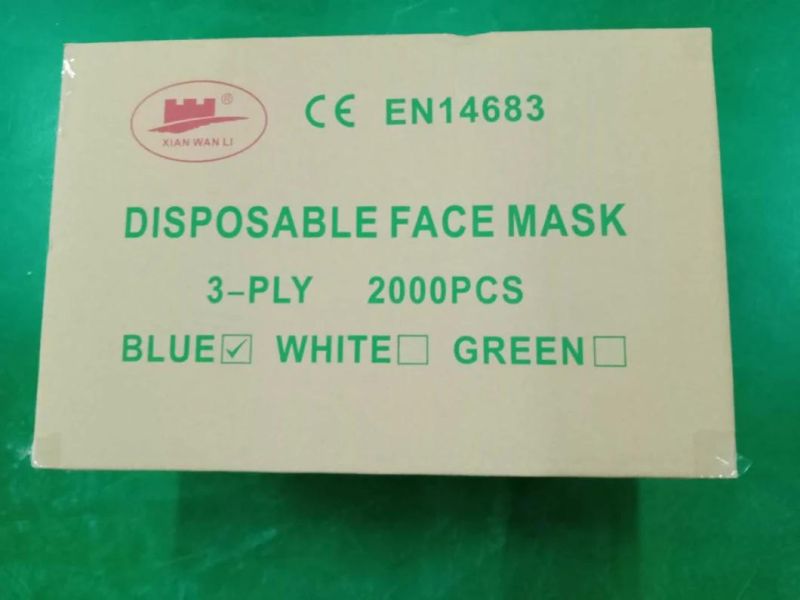 XIAN WAN LI ®
CE EN14683
DISPOSABLE FACE MASK
3-PLY 2000PCS
BLUE☑ WHITE☐ GREEN☐